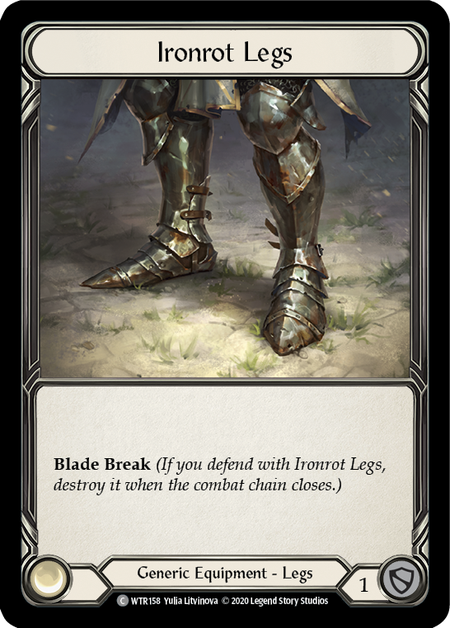 Ironrot Legs
Blade Break (If you defend with Ironrot Legs,
destroy it when the combat chain closes.)
Generic Equipment - Legs
1
C WTR158 Yulia Litvinova © 2020 Legend Story Studios